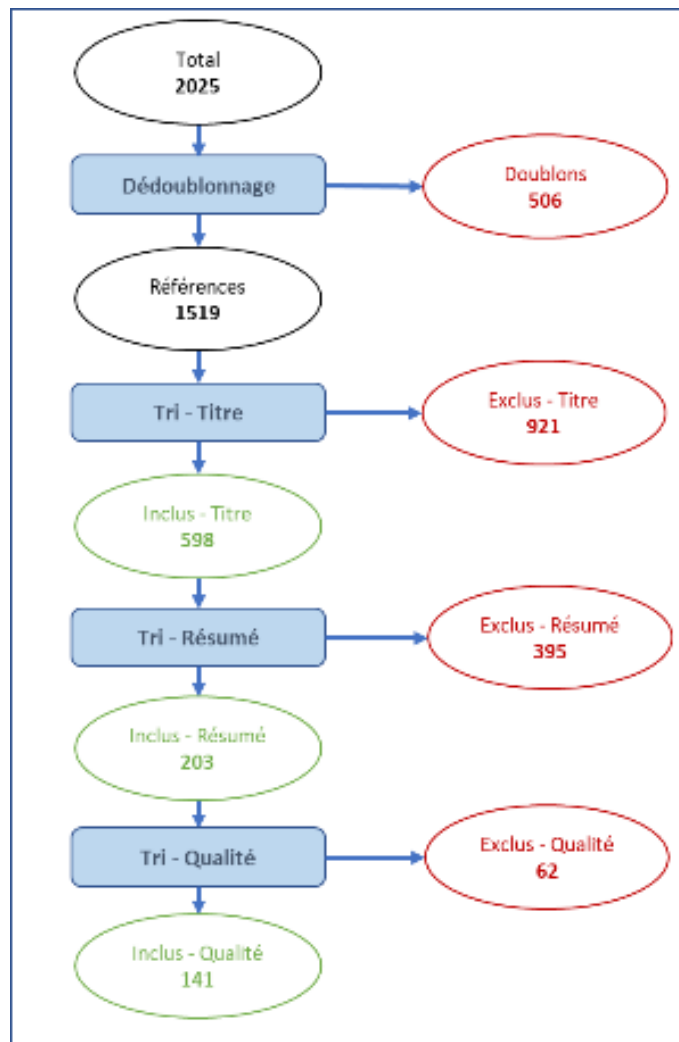 Total
2025
Dédoublonnage
Doublons
506
Références
1519
Tri - Titre
Exclus - Titre
921
Inclus - Titre
598
Tri - Résumé
Exclus - Résumé
395
Inclus - Résumé
203
Tri - Qualité
Exclus - Qualité
62
Inclus - Qualité
141